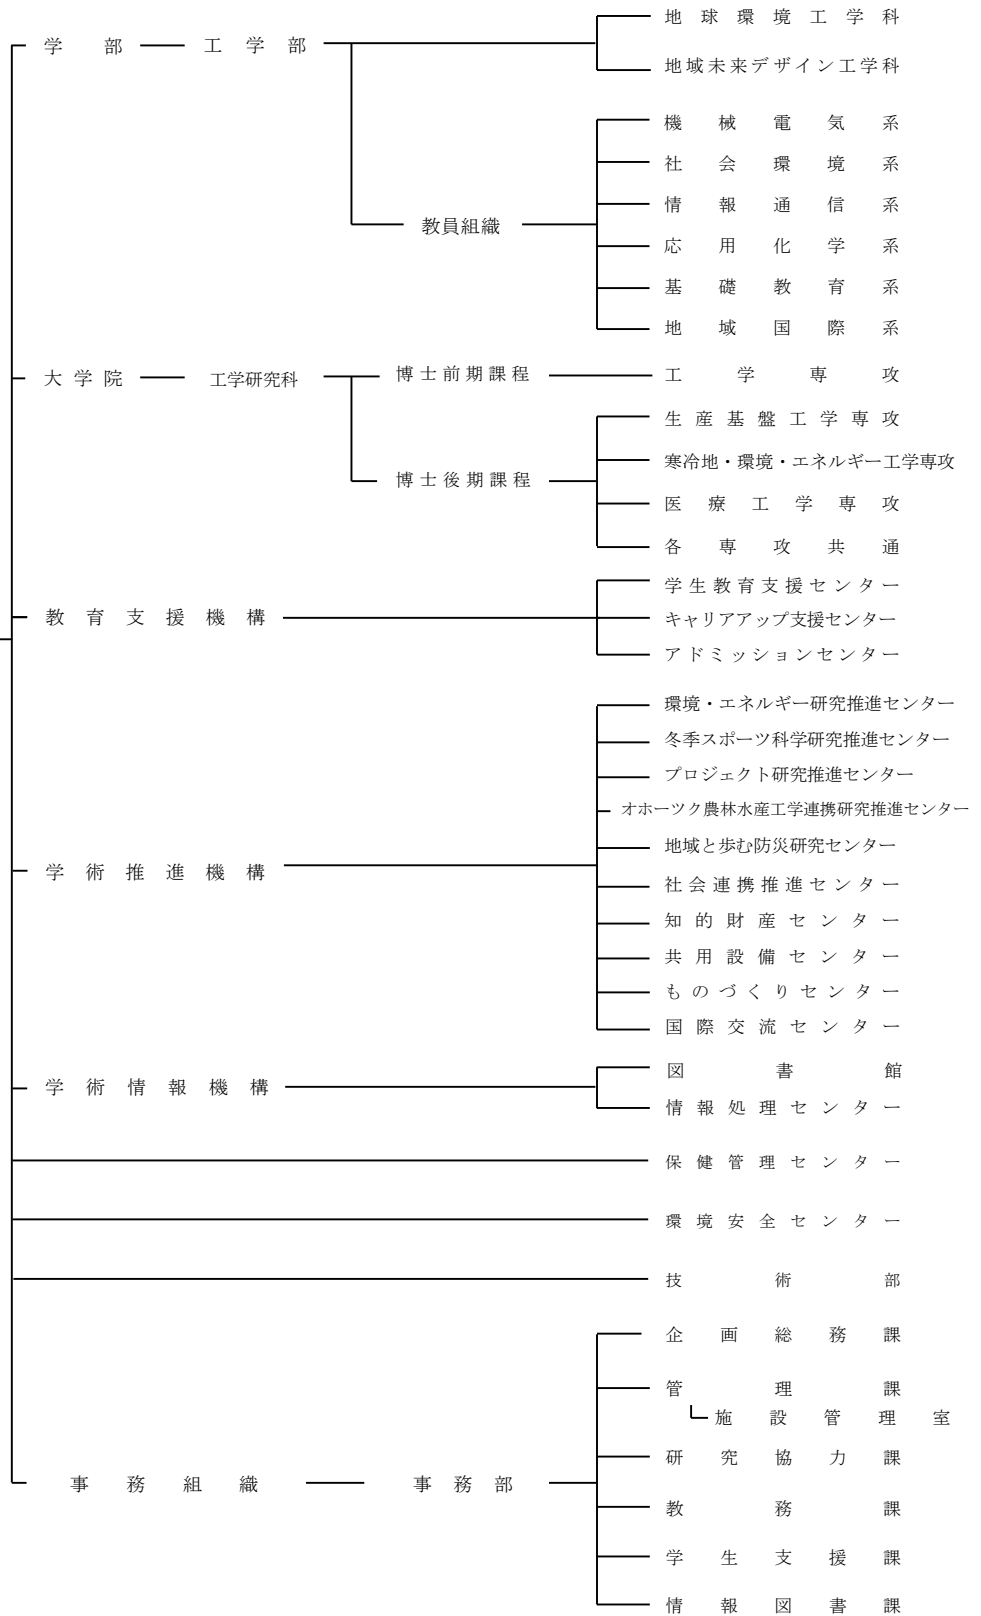 地球環境工学科
学部 工学部
地域未来デザイン工学科
機械電気系
社会環境系
情報通信系
教員組織
応用化学系
基礎教育系
地域国際系
大学院 工学研究科 博士前期課程 工学専攻
生産基盤工学専攻
寒冷地・環境・エネルギー工学専攻
博士後期課程
医療工学専攻
各専攻共通
学生教育支援センター
教育支援機構 キャリアアップ支援センター
アドミッションセンター
環境・エネルギー研究推進センター
冬季スポーツ科学研究推進センター
プロジェクト研究推進センター
オホーツク農林水産工学連携研究推進センター
地域と歩む防災研究センター
学術推進機構
社会連携推進センター
知的財産センター
共用設備センター
ものづくりセンター
国際交流センター
図書館
学術情報機構
情報処理センター
保健管理センター
環境安全センター
技術部
企画総務課
管理課
施設管理室
研究協力課
事務組織 事務部
教務課
学生支援課
情報図書課